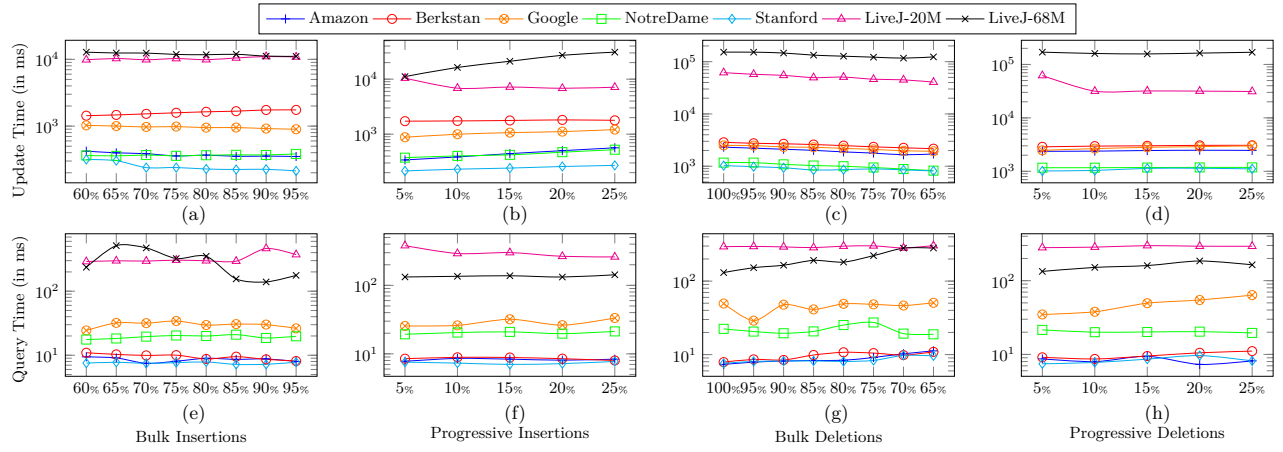 Amazon Berkstan Google NotreDame Stanford LiveJ-20M LiveJ-68M
Update Time (in ms)
10^4
10^3
60% 65% 70% 75% 80% 85% 90% 95%
(a)
10^4
10^3
5% 10% 15% 20% 25%
(b)
10^5
10^4
10^3
100% 95% 90% 85% 80% 75% 70% 65%
(c)
10^5
10^4
10^3
5% 10% 15% 20% 25%
(d)
Query Time (in ms)
10^2
10^1
60% 65% 70% 75% 80% 85% 90% 95%
(e)
Bulk Insertions
10^2
10^1
5% 10% 15% 20% 25%
(f)
Progressive Insertions
10^2
10^1
100% 95% 90% 85% 80% 75% 70% 65%
(g)
Bulk Deletions
10^2
10^1
5% 10% 15% 20% 25%
(h)
Progressive Deletions